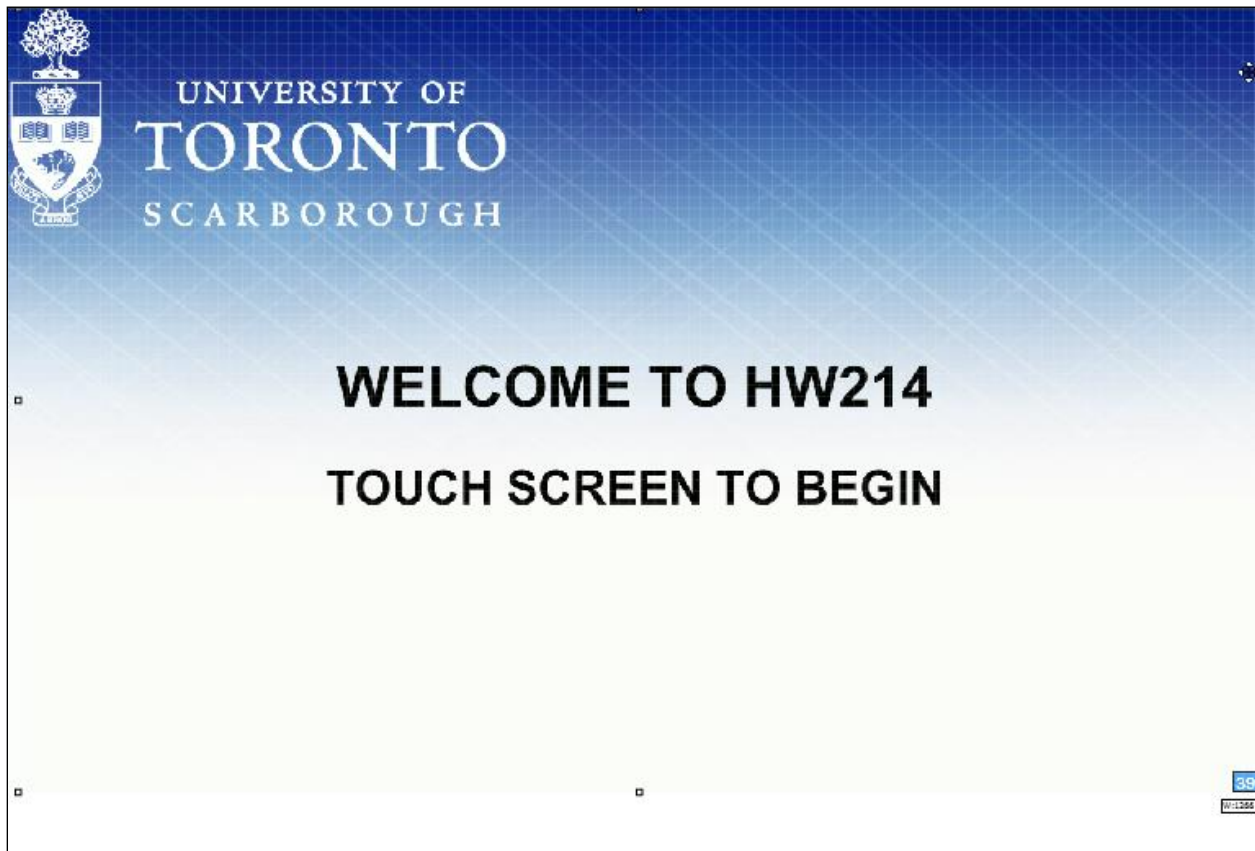 UNIVERSITY OF
TORONTO
SCARBOROUGH
WELCOME TO HW214
TOUCH SCREEN TO BEGIN
39